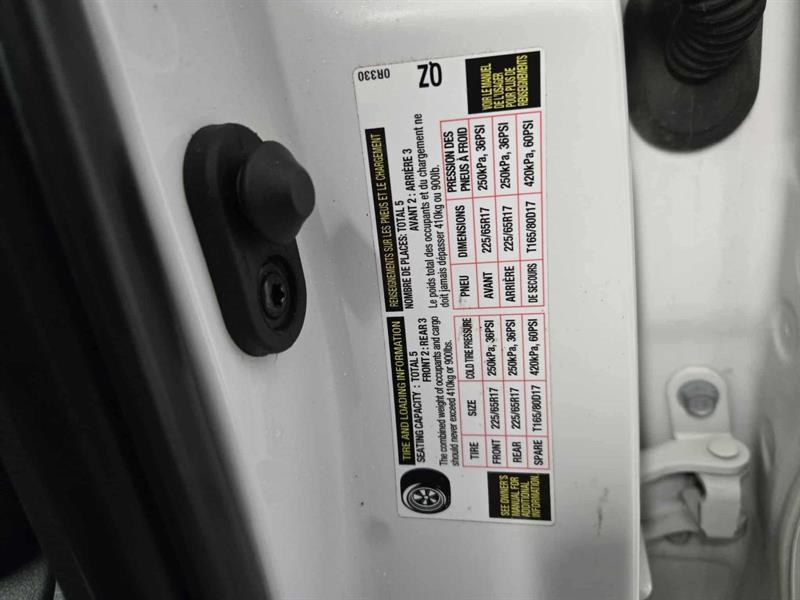 TIRE AND LOADING INFORMATION
SEATING CAPACITY : TOTAL 5
FRONT 2 : REAR 3
The combined weight of occupants and cargo
should never exceed 410kg or 900lbs.
TIRE SIZE COLD TIRE PRESSURE
FRONT 225/65R17 250kPa, 36PSI
REAR 225/65R17 250kPa, 36PSI
SPARE T165/80D17 420kPa, 60PSI
SEE OWNER'S
MANUAL FOR
ADDITIONAL
INFORMATION.
RENSEIGNEMENTS SUR LES PNEUS ET LE CHARGEMENT
NOMBRE DE PLACES: TOTAL 5
AVANT 2 : ARRIÈRE 3
Le poids total des occupants et du chargement ne
doit jamais dépasser 410kg ou 900lb.
PNEU DIMENSIONS PRESSION DES
PNEUS À FROID
AVANT 225/65R17 250kPa, 36PSI
ARRIÈRE 225/65R17 250kPa, 36PSI
DE SECOURS T165/80D17 420kPa, 60PSI
0R330
QZ
VOIR LE MANUEL
DE L'USAGER
POUR PLUS DE
RENSEIGNEMENTS